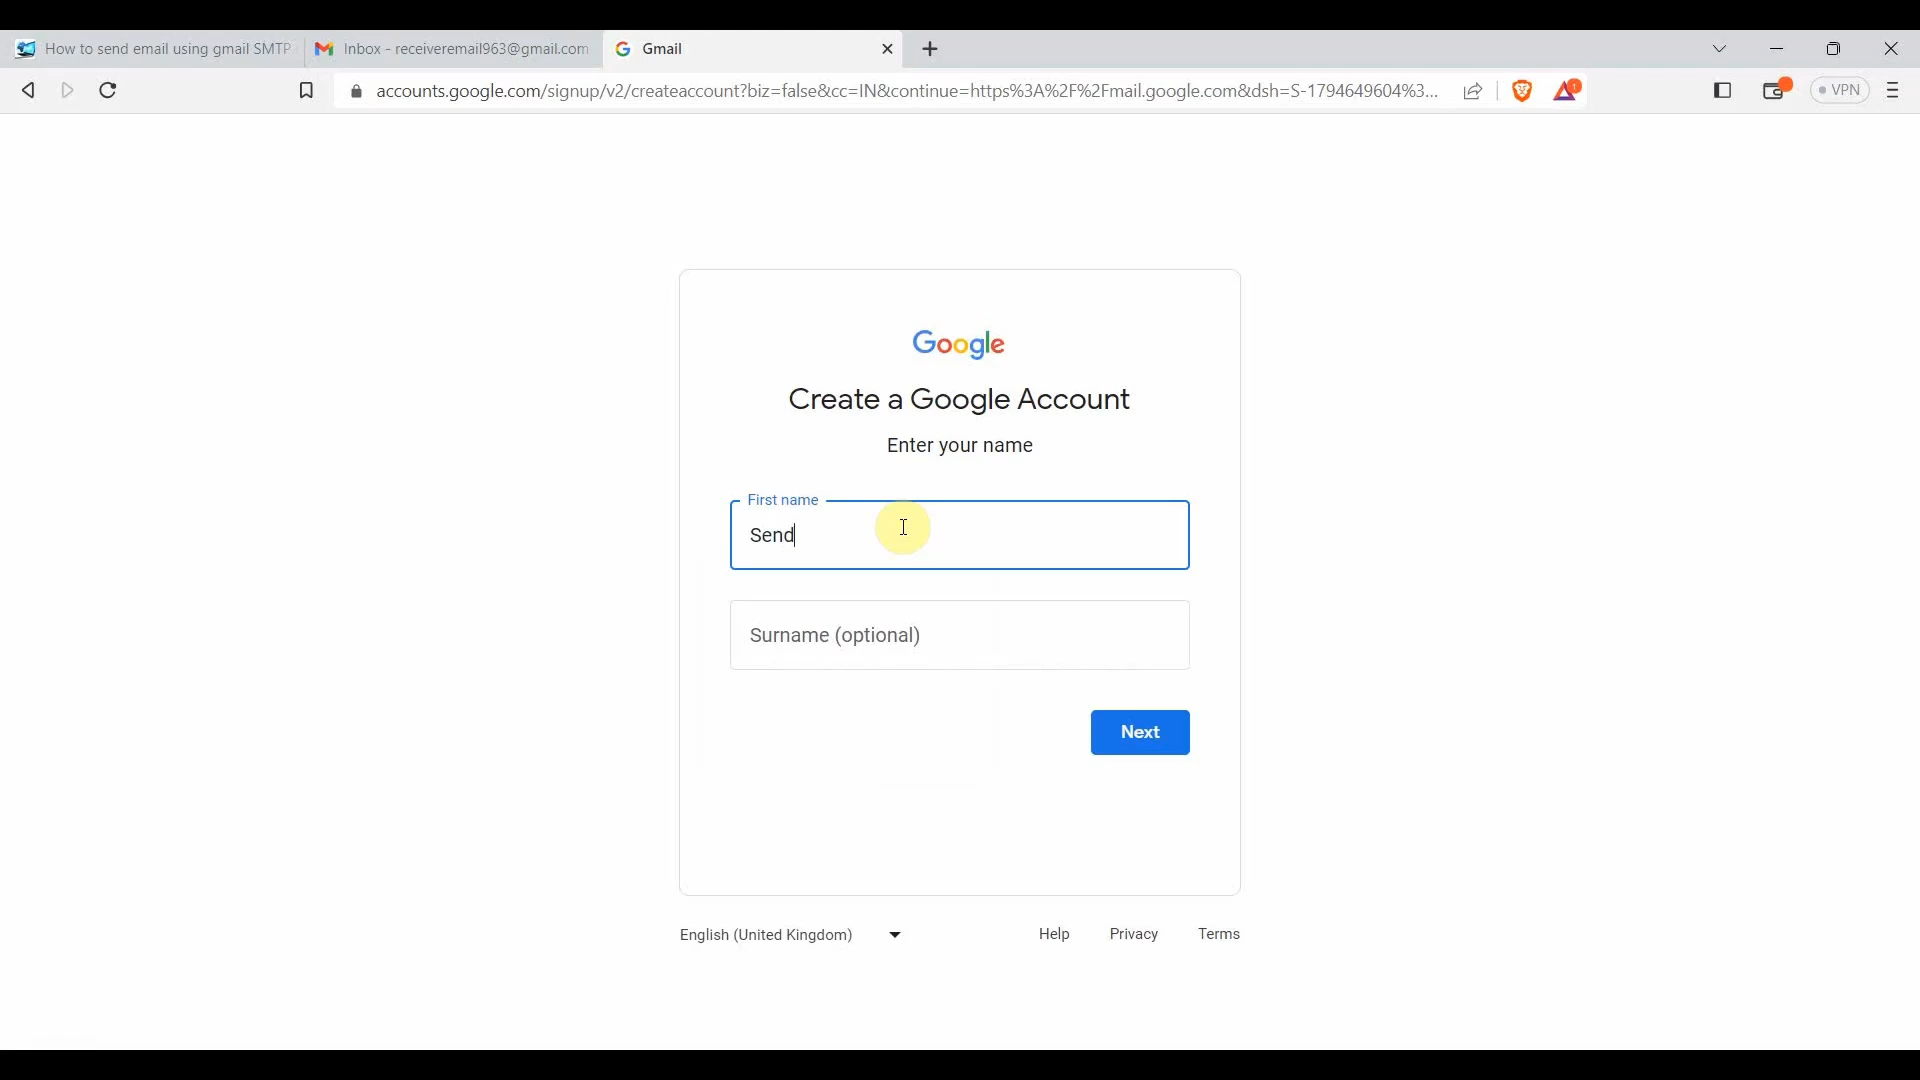 How to send email using gmail SMTP
Inbox - receiveremail963@gmail.com
Gmail
accounts.google.com/signup/v2/createaccount?biz=false&cc=IN&continue=https%3A%2F%2Fmail.google.com&dsh=S-1794649604%3...
1
VPN
Google
Create a Google Account
Enter your name
First name
Send
Surname (optional)
Next
English (United Kingdom)
Help
Privacy
Terms